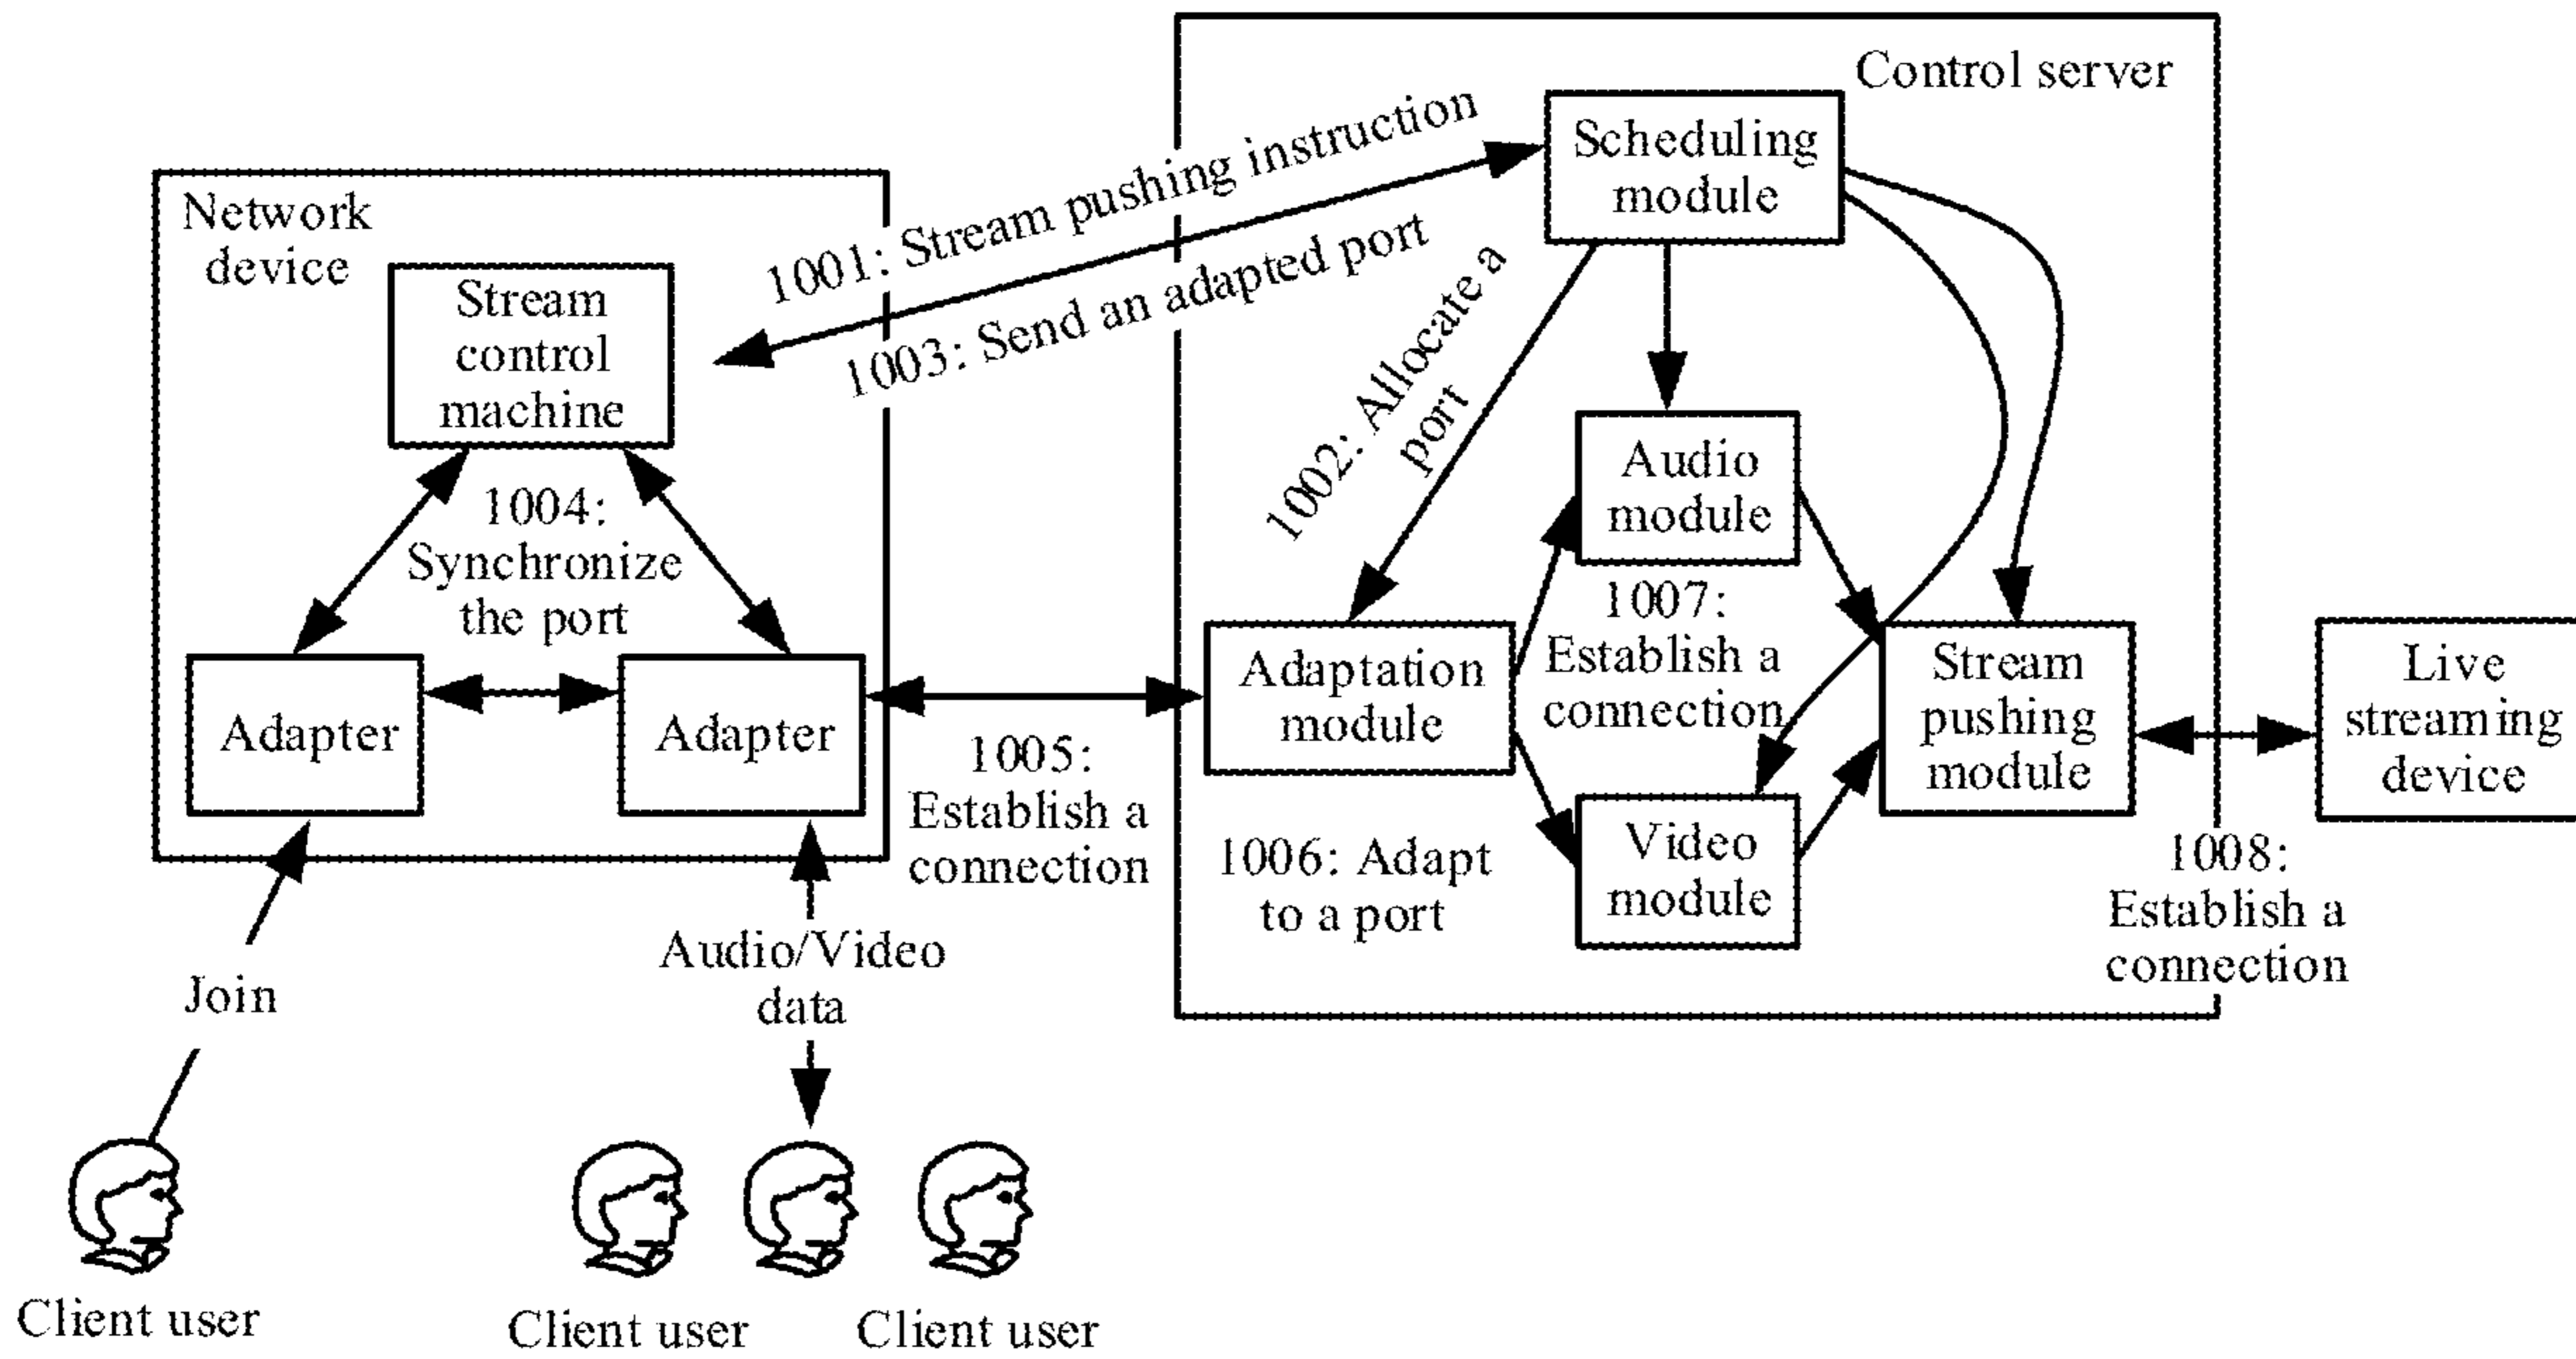 Control server
Scheduling
module
1001: Stream pushing instruction
1003: Send an adapted port
1002: Allocate a
port
Network
device
Stream
control
machine
1004:
Synchronize
the port
Adapter
Adapter
1005:
Establish a
connection
Audio
module
1007:
Establish a
connection
Adaptation
module
Stream
pushing
module
Live
streaming
device
1006: Adapt
to a port
Video
module
1008:
Establish a
connection
Join
Audio/Video
data
Client user
Client user
Client user